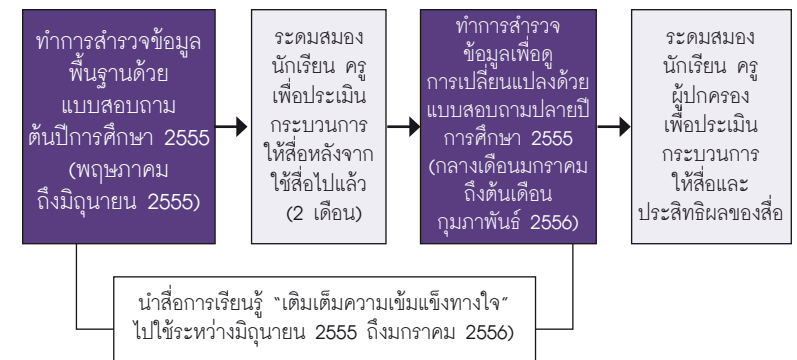 ทำการสำรวจข้อมูล
พื้นฐานด้วย
แบบสอบถาม
ต้นปีการศึกษา 2555
(พฤษภาคม
ถึงมิถุนายน 2555)
ระดมสมอง
นักเรียน ครู
เพื่อประเมิน
กระบวนการ
ให้สื่อหลังจาก
ใช้สื่อไปแล้ว
(2 เดือน)
ทำการสำรวจ
ข้อมูลเพื่อดู
การเปลี่ยนแปลงด้วย
แบบสอบถามปลายปี
การศึกษา 2555
(กลางเดือนมกราคม
ถึงต้นเดือน
กุมภาพันธ์ 2556)
ระดมสมอง
นักเรียน ครู
ผู้ปกครอง
เพื่อประเมิน
กระบวนการ
ให้สื่อและ
ประสิทธิผลของสื่อ
นำสื่อการเรียนรู้ “เติมเต็มความเข้มแข็งทางใจ”
ไปใช้ระหว่างมิถุนายน 2555 ถึงมกราคม 2556)